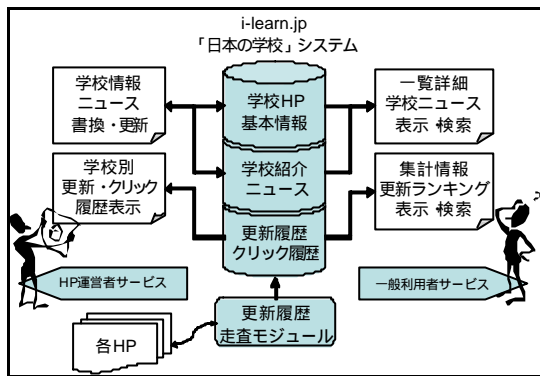 i-learn.jp
「日本の学校」システム
学校情報
ニュース
書換・更新
学校HP
基本情報
一覧詳細
学校ニュース
表示・検索
学校別
更新・クリック
履歴表示
学校紹介
ニュース
集計情報
更新ランキング
表示・検索
更新履歴
クリック履歴
HP運営者サービス
一般利用者サービス
各HP
更新履歴
走査モジュール